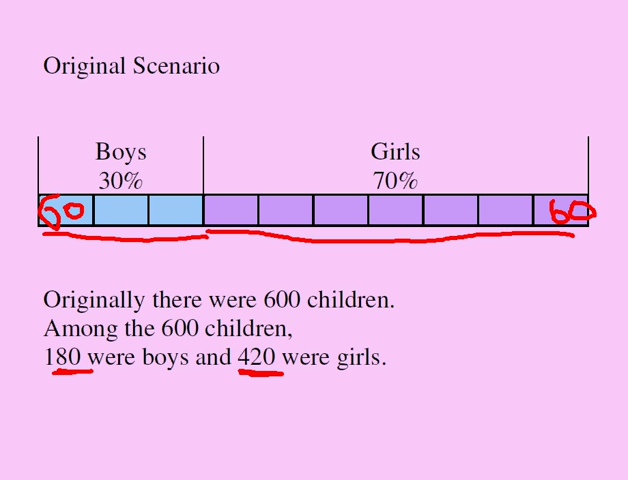 Original Scenario
Boys
30%
Girls
70%
60
60
Originally there were 600 children.
Among the 600 children,
180 were boys and 420 were girls.